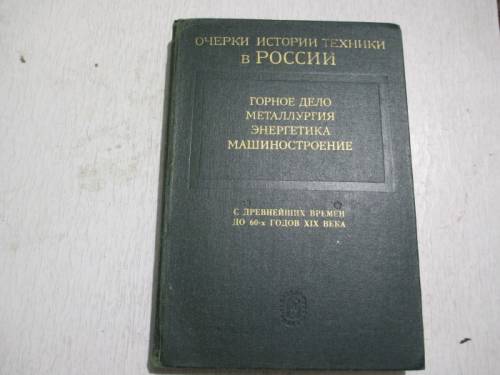 ОЧЕРКИ ИСТОРИИ ТЕХНИКИ
В РОССИИ
ГОРНОЕ ДЕЛО
МЕТАЛЛУРГИЯ
ЭНЕРГЕТИКА
МАШИНОСТРОЕНИЕ
С ДРЕВНЕЙШИХ ВРЕМЕН
ДО 60-х ГОДОВ XIX ВЕКА